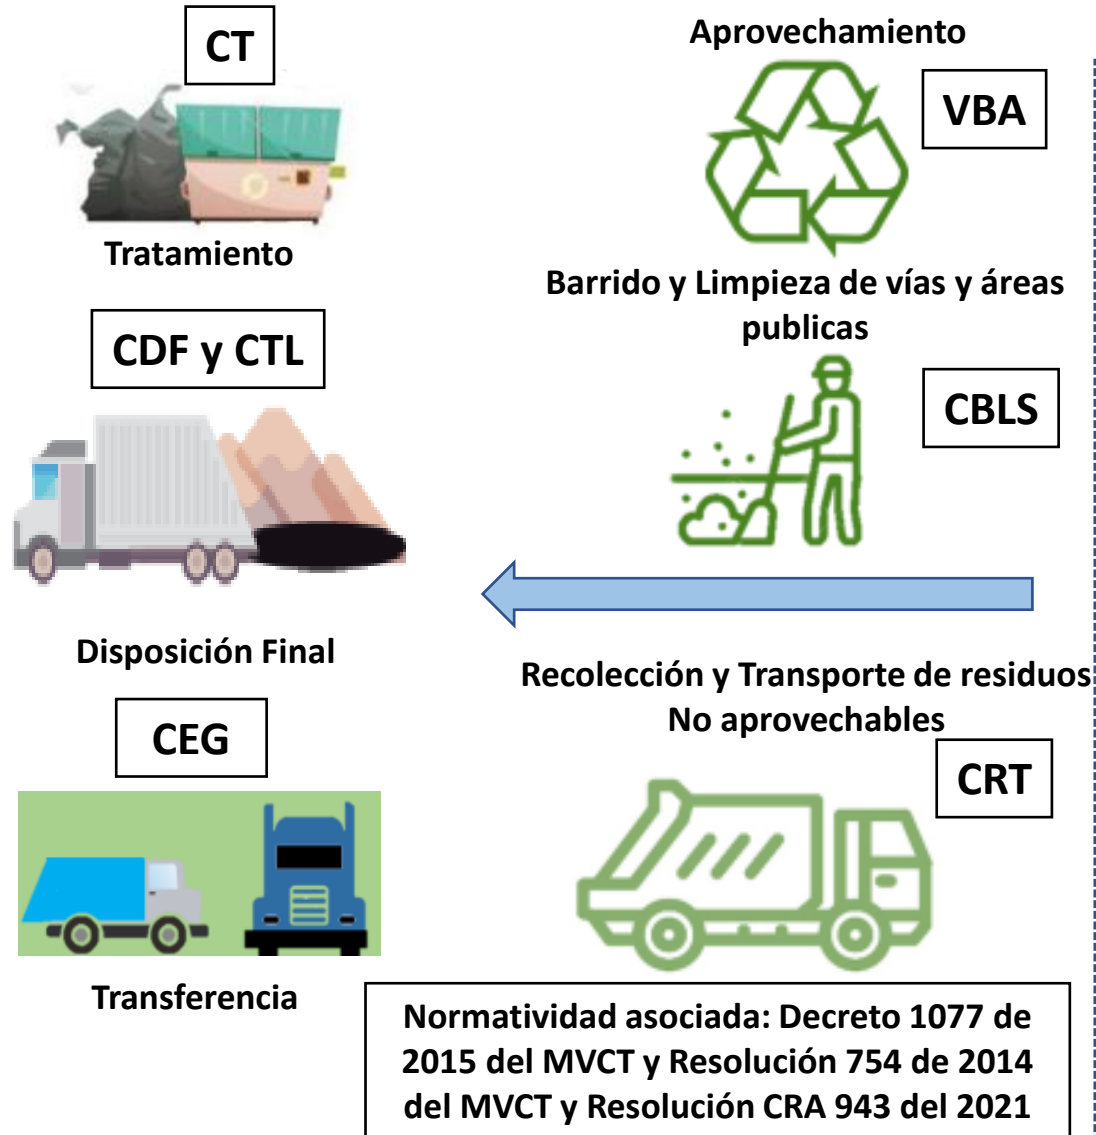 CT
Tratamiento
CDF y CTL
Disposición Final
CEG
Transferencia
Aprovechamiento
VBA
Barrido y Limpieza de vías y áreas
publicas
CBLS
Recolección y Transporte de residuos
No aprovechables
CRT
Normatividad asociada: Decreto 1077 de
2015 del MVCT y Resolución 754 de 2014
del MVCT y Resolución CRA 943 del 2021